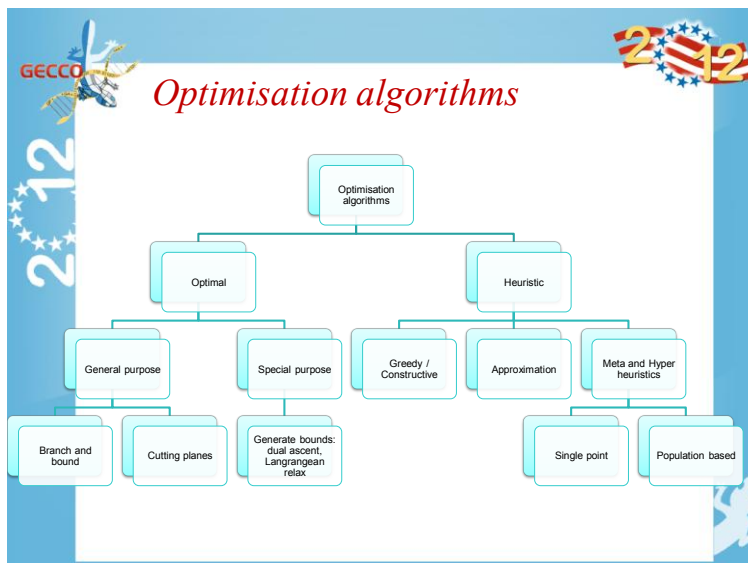 GECCO
2012
2012
Optimisation algorithms
Optimisation
algorithms
Optimal
Heuristic
General purpose
Special purpose
Greedy /
Constructive
Approximation
Meta and Hyper
heuristics
Branch and
bound
Cutting planes
Generate bounds:
dual ascent,
Langrangean
relax
Single point
Population based